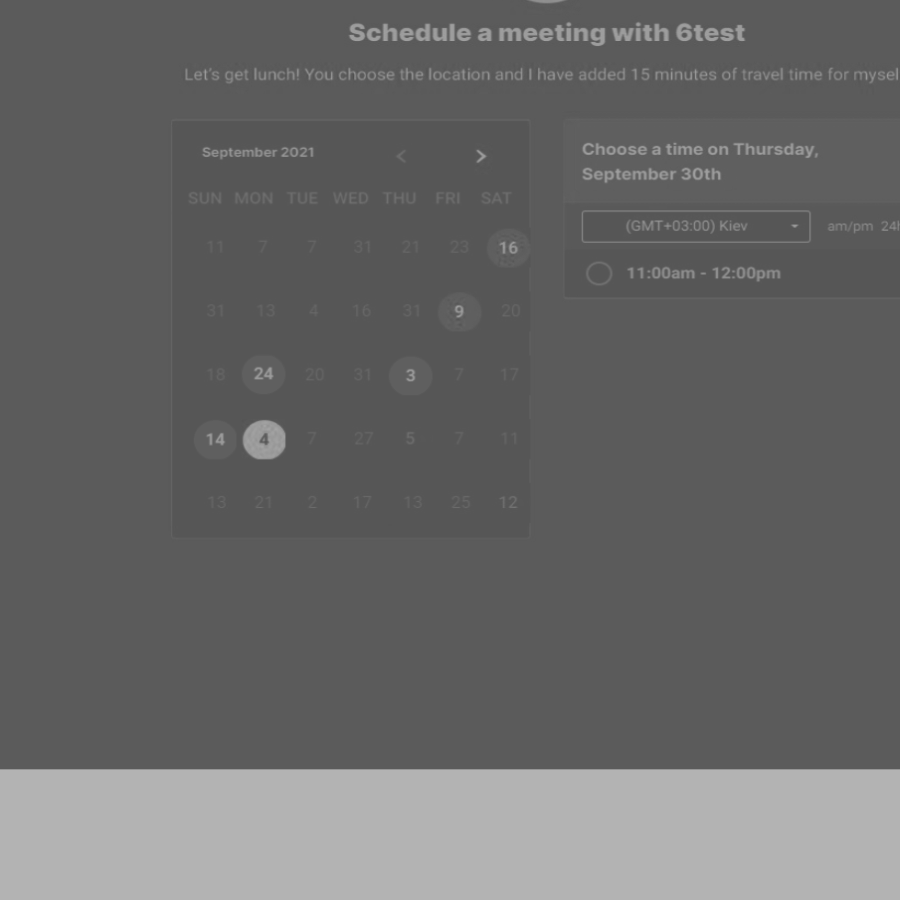 Schedule a meeting with 6test
Let's get lunch! You choose the location and I have added 15 minutes of travel time for mysel
September 2021
SUN MON TUE WED THU FRI SAT
11 7 7 31 21 23 16
31 13 4 16 31 9 20
18 24 20 31 3 7 17
14 4 7 27 5 7 11
13 21 2 17 13 25 12
Choose a time on Thursday,
September 30th
(GMT+03:00) Kiev am/pm 24h
11:00am - 12:00pm